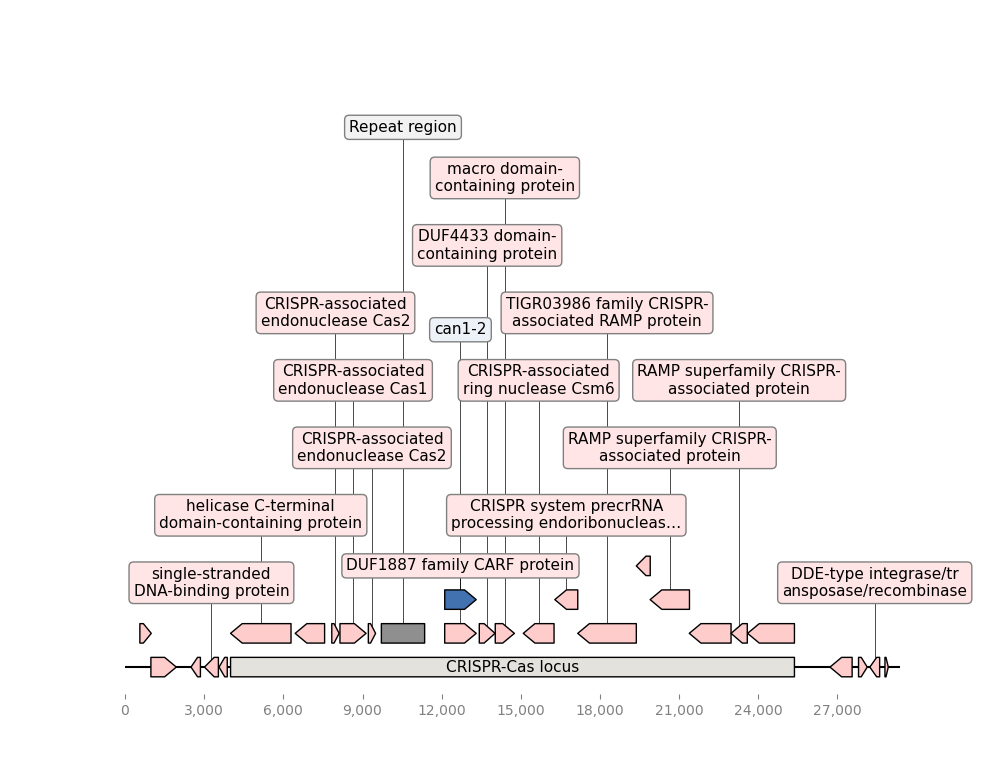 Repeat region
macro domain-
containing protein
DUF4433 domain-
containing protein
CRISPR-associated
endonuclease Cas2
TIGR03986 family CRISPR-
associated RAMP protein
can1-2
CRISPR-associated
endonuclease Cas1
CRISPR-associated
ring nuclease Csm6
RAMP superfamily CRISPR-
associated protein
CRISPR-associated
endonuclease Cas2
RAMP superfamily CRISPR-
associated protein
helicase C-terminal
domain-containing protein
CRISPR system precrRNA
processing endoribonucleas...
DUF1887 family CARF protein
single-stranded
DNA-binding protein
DDE-type integrase/tr
ansposase/recombinase
CRISPR-Cas locus
0 3,000 6,000 9,000 12,000 15,000 18,000 21,000 24,000 27,000